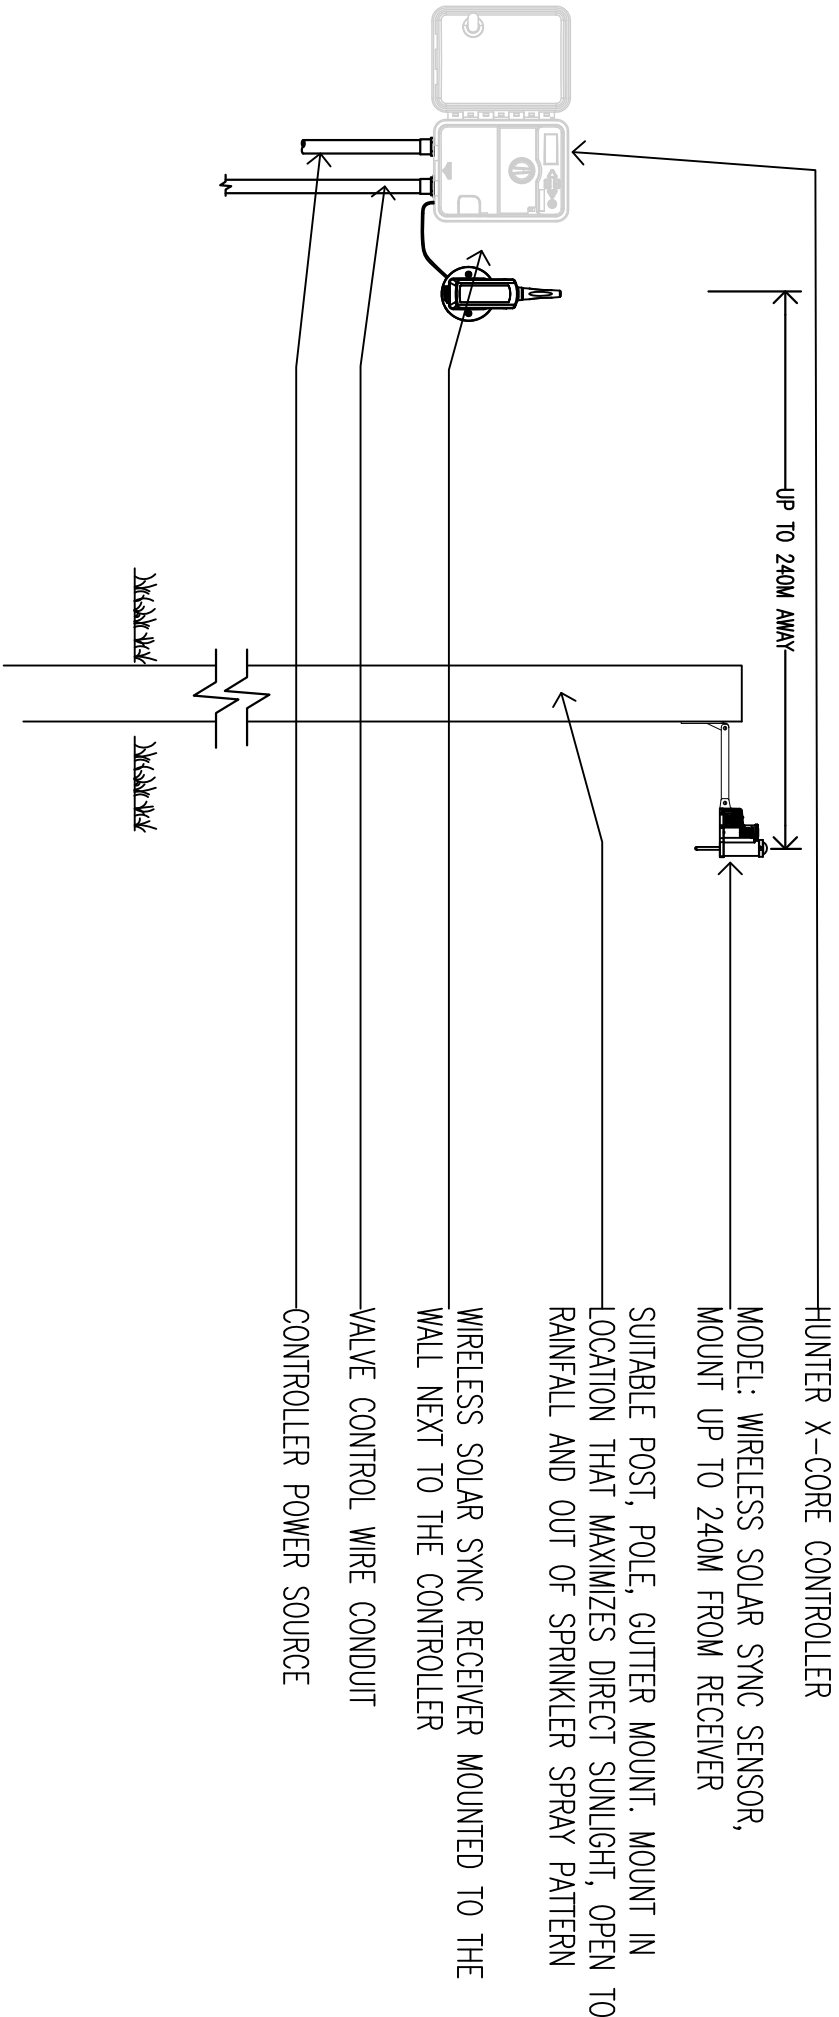 UP TO 240M AWAY
HUNTER X-CORE CONTROLLER
MODEL: WIRELESS SOLAR SYNC SENSOR,
MOUNT UP TO 240M FROM RECEIVER
SUITABLE POST, POLE, GUTTER MOUNT. MOUNT IN
LOCATION THAT MAXIMIZES DIRECT SUNLIGHT, OPEN TO
RAINFALL AND OUT OF SPRINKLER SPRAY PATTERN
WIRELESS SOLAR SYNC RECEIVER MOUNTED TO THE
WALL NEXT TO THE CONTROLLER
VALVE CONTROL WIRE CONDUIT
CONTROLLER POWER SOURCE